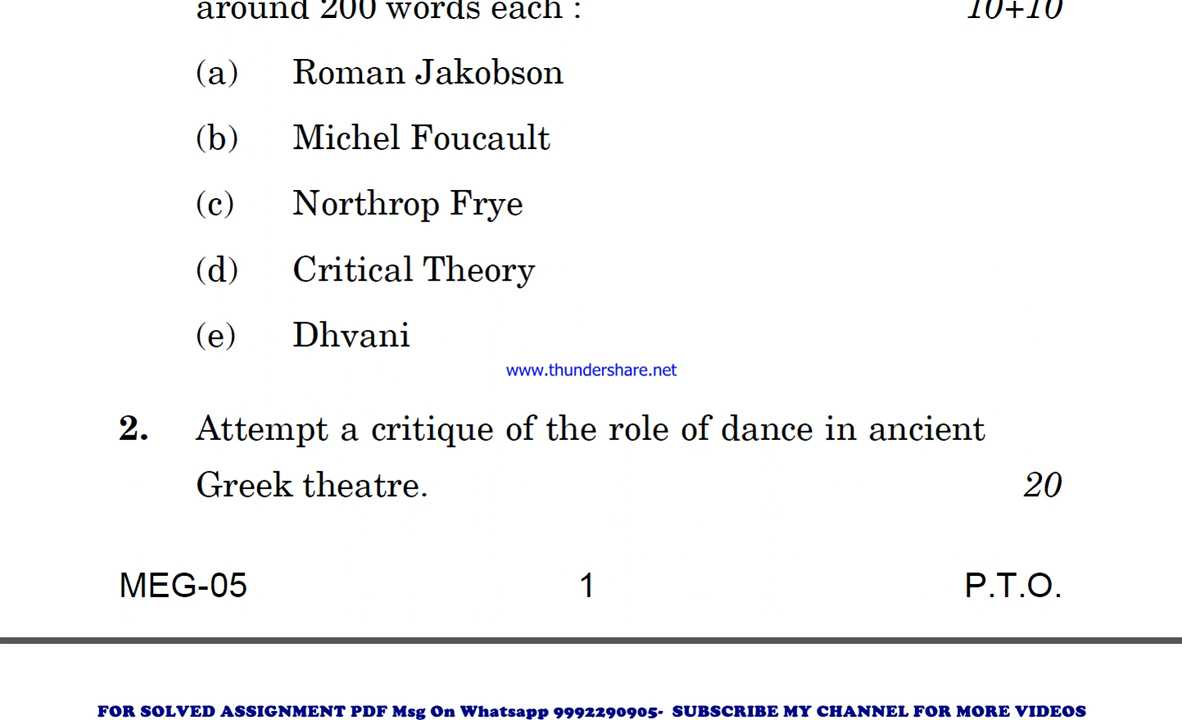 around 200 words each : 10+10
(a) Roman Jakobson
(b) Michel Foucault
(c) Northrop Frye
(d) Critical Theory
(e) Dhvani
www.thundershare.net
2. Attempt a critique of the role of dance in ancient
Greek theatre. 20
MEG-05 1 P.T.O.
FOR SOLVED ASSIGNMENT PDF Msg On Whatsapp 9992290905- SUBSCRIBE MY CHANNEL FOR MORE VIDEOS